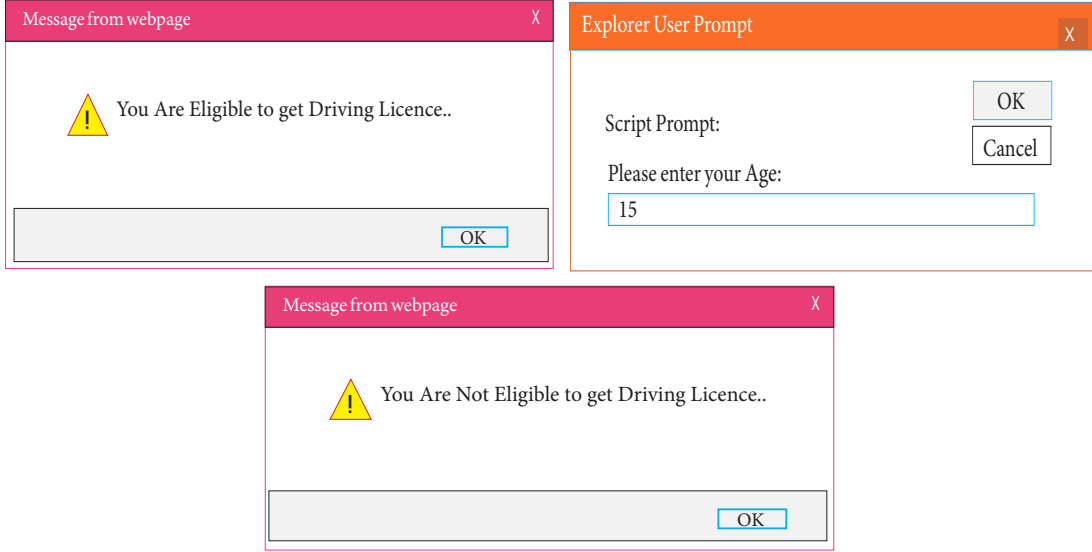 Message from webpage X
! You Are Eligible to get Driving Licence..
OK
Explorer User Prompt X
OK
Script Prompt:
Cancel
Please enter your Age:
15
Message from webpage X
! You Are Not Eligible to get Driving Licence..
OK